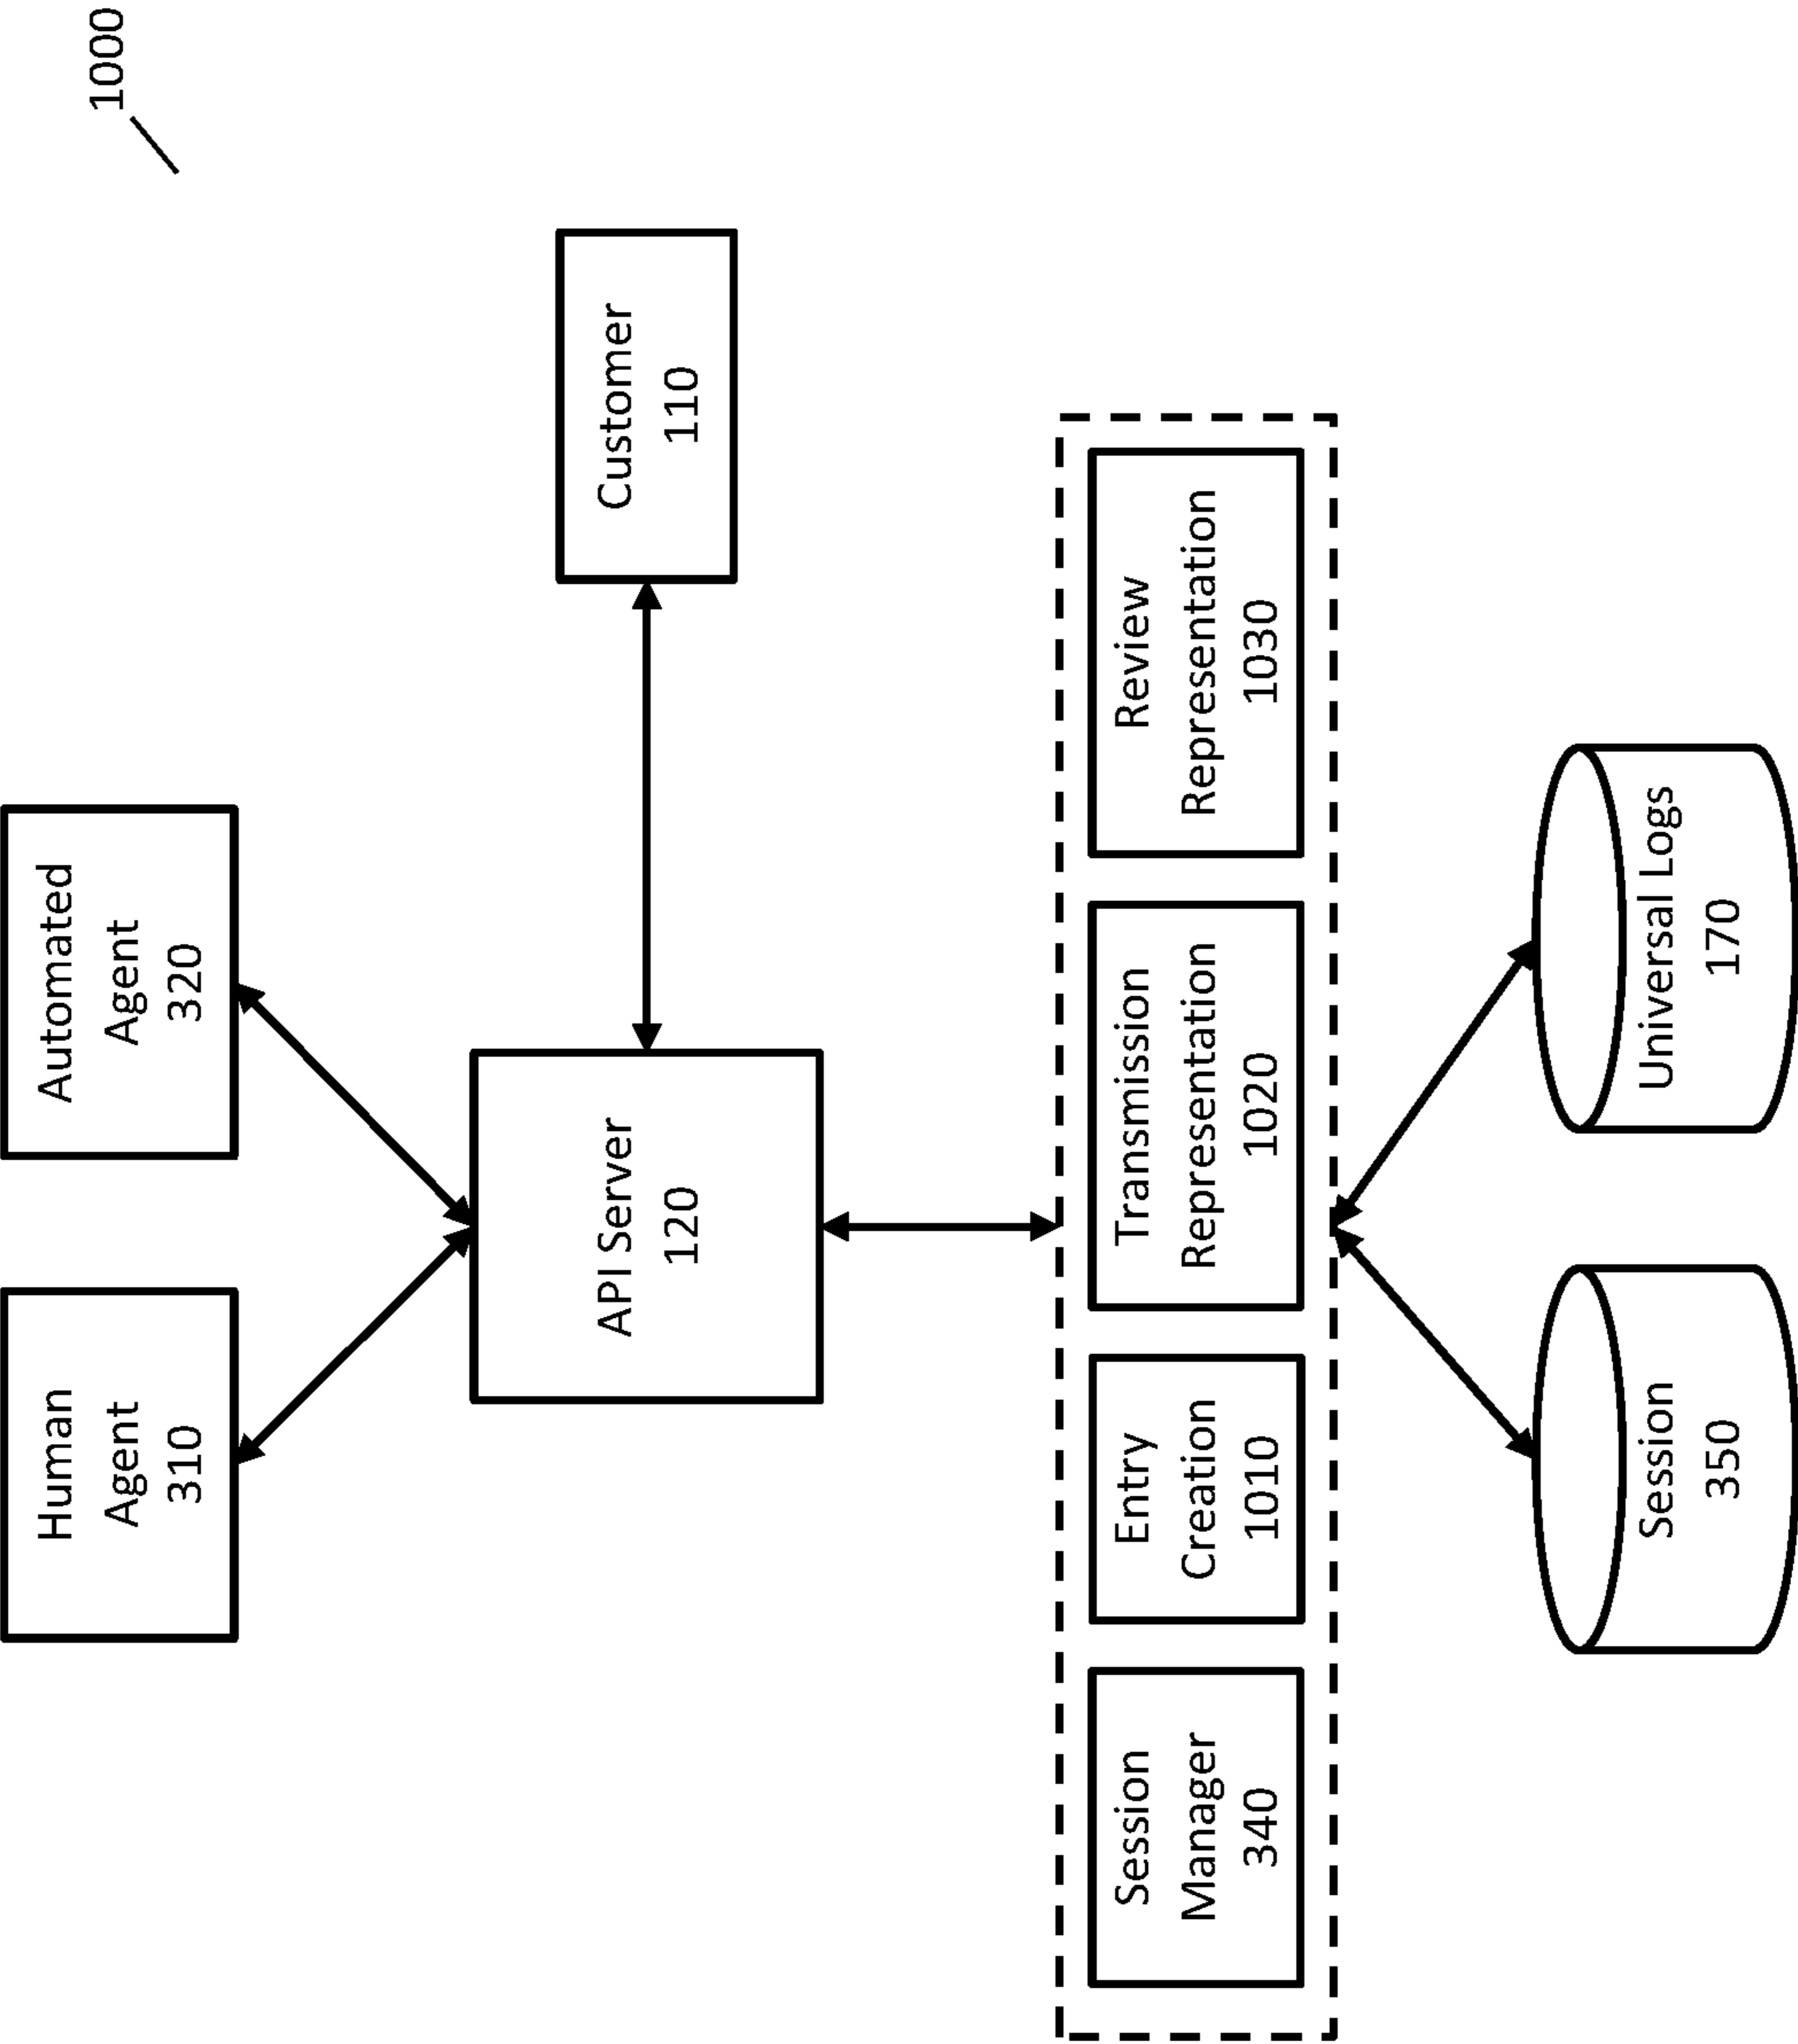 1000
Human
Agent
310
Automated
Agent
320
API Server
120
Customer
110
Session
Manager
340
Entry
Creation
1010
Transmission
Representation
1020
Review
Representation
1030
Session
350
Universal Logs
170